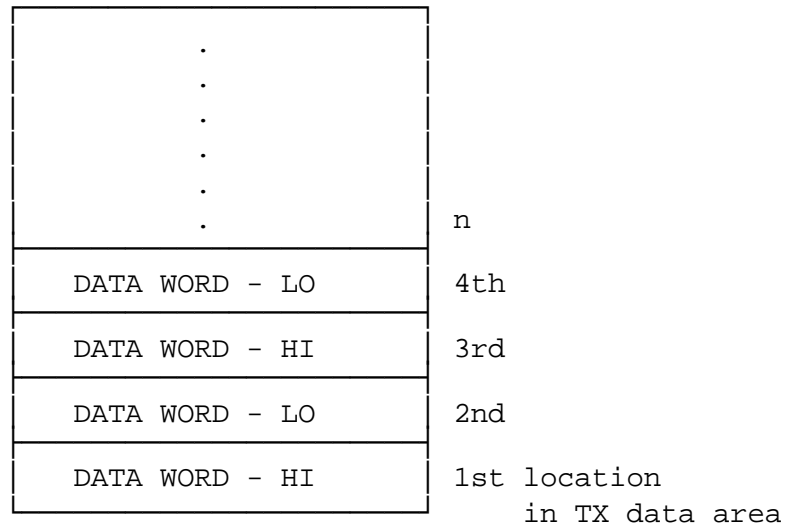 .
.
.
.
.
. n
DATA WORD - LO 4th
DATA WORD - HI 3rd
DATA WORD - LO 2nd
DATA WORD - HI 1st location
in TX data area